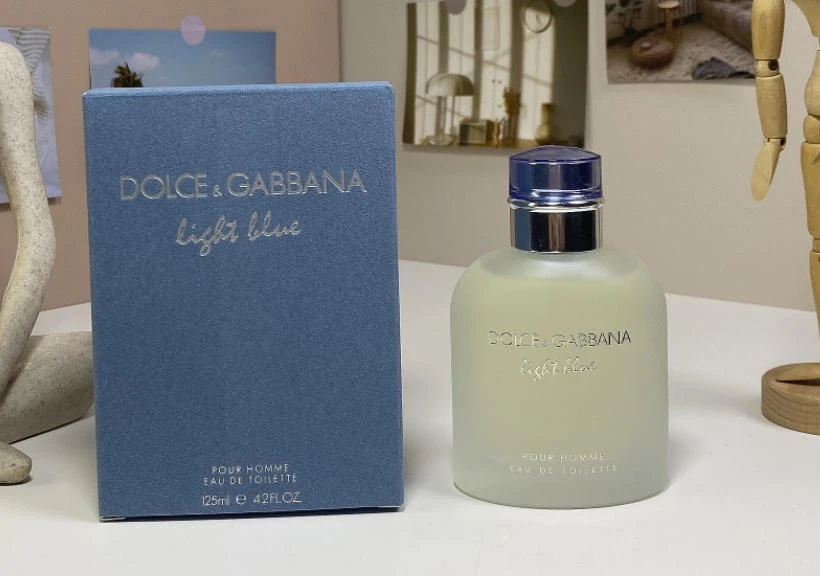 DOLCE & GABBANA
light blue
POUR HOMME
EAU DE TOILETTE
125ml ℮ 4.2FL.OZ
DOLCE & GABBANA
light blue
POUR HOMME
EAU DE TOILETTE